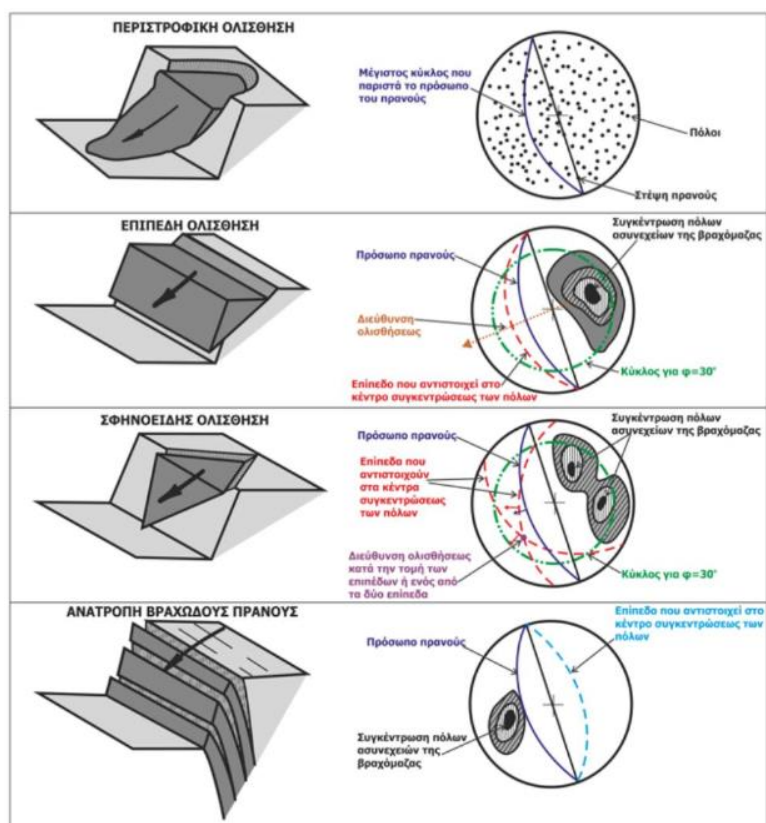 ΠΕΡΙΣΤΡΟΦΙΚΗ ΟΛΙΣΘΗΣΗ
Μέγιστος κύκλος που
παριστά το πρόσωπο
του πρανούς
Πόλοι
Στέψη πρανούς
ΕΠΙΠΕΔΗ ΟΛΙΣΘΗΣΗ
Συγκέντρωση πόλων
ασυνεχειών της βραχόμαζας
Πρόσωπο πρανούς
Διεύθυνση
ολισθήσεως
Κύκλος για φ=30°
Επίπεδο που αντιστοιχεί στο
κέντρο συγκεντρώσεως των πόλων
ΣΦΗΝΟΕΙΔΗΣ ΟΛΙΣΘΗΣΗ
Συγκέντρωση πόλων
ασυνεχειών της βραχόμαζας
Πρόσωπο πρανούς
Επίπεδα που
αντιστοιχούν
στα κέντρα
συγκεντρώσεως
των πόλων
Διεύθυνση ολισθήσεως
κατά την τομή των
επιπέδων ή ενός από
τα δύο επίπεδα
Κύκλος για φ=30°
ΑΝΑΤΡΟΠΗ ΒΡΑΧΩΔΟΥΣ ΠΡΑΝΟΥΣ
Επίπεδο που αντιστοιχεί στο
κέντρο συγκεντρώσεως των
πόλων
Πρόσωπο πρανούς
Συγκέντρωση πόλων
ασυνεχειών της
βραχόμαζας